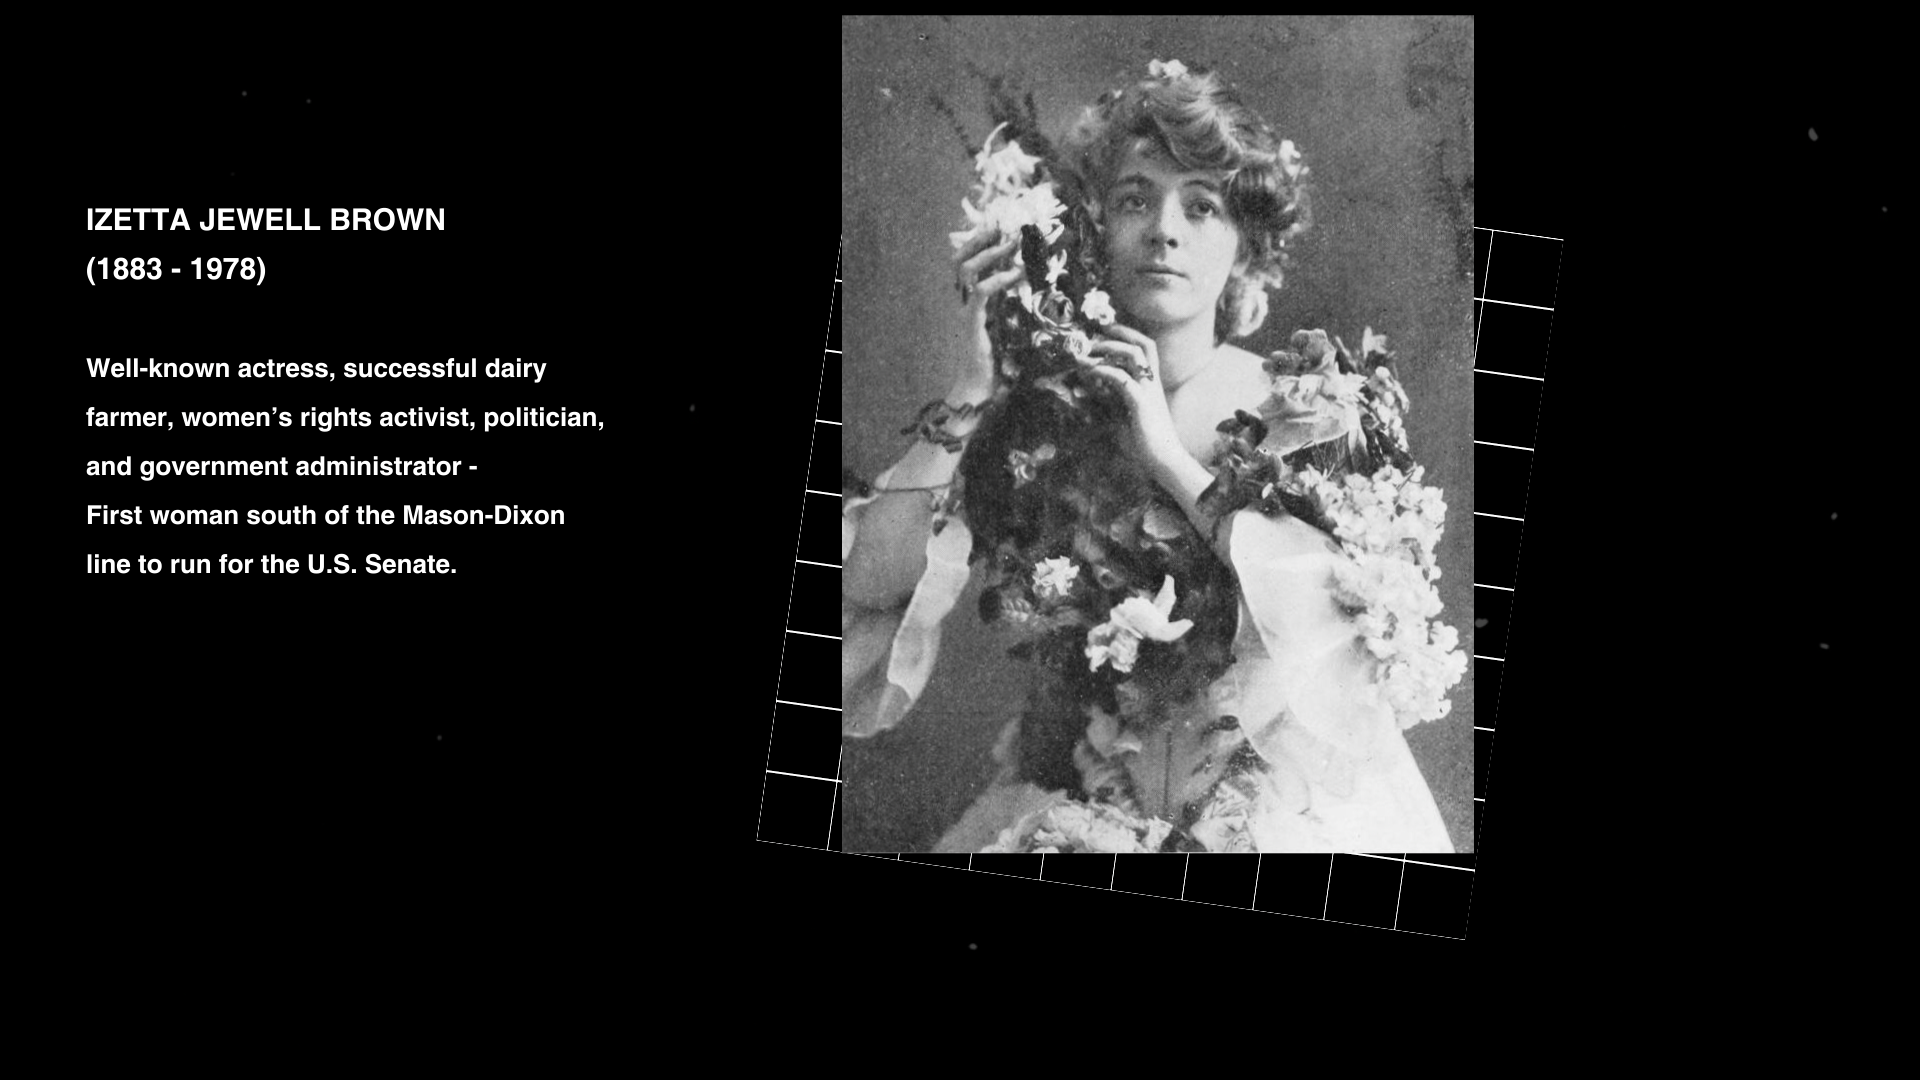 IZETTA JEWELL BROWN
(1883 - 1978)
Well-known actress, successful dairy
farmer, women’s rights activist, politician,
and government administrator -
First woman south of the Mason-Dixon
line to run for the U.S. Senate.